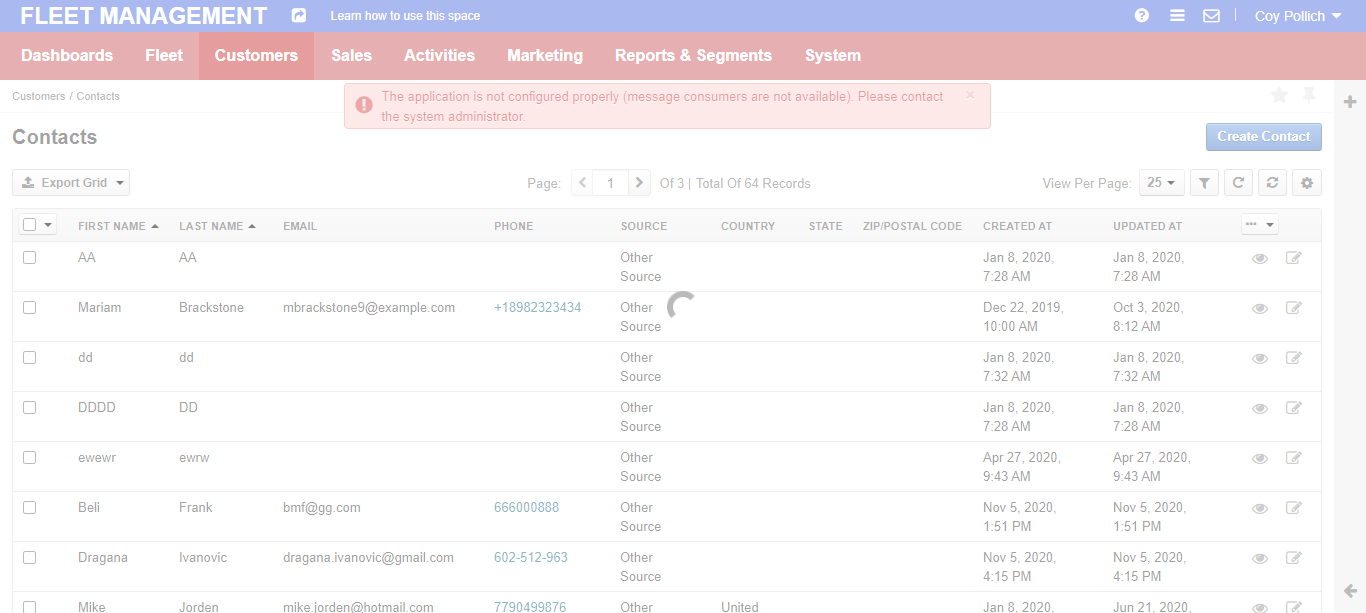 FLEET MANAGEMENT Learn how to use this space Coy Pollich
Dashboards Fleet Customers Sales Activities Marketing Reports & Segments System
Customers / Contacts
The application is not configured properly (message consumers are not available). Please contact
the system administrator.
Contacts
Create Contact
Export Grid Page: 1 Of 3 | Total Of 64 Records View Per Page: 25
FIRST NAME LAST NAME EMAIL PHONE SOURCE COUNTRY STATE ZIP/POSTAL CODE CREATED AT UPDATED AT
AA AA Other Jan 8, 2020, Jan 8, 2020,
Source 7:28 AM 7:28 AM
Mariam Brackstone mbrackstone9@example.com +18982323434 Other Dec 22, 2019, Oct 3, 2020,
Source 10:00 AM 8:12 AM
dd dd Other Jan 8, 2020, Jan 8, 2020,
Source 7:32 AM 7:32 AM
DDDD DD Other Jan 8, 2020, Jan 8, 2020,
Source 7:28 AM 7:28 AM
ewewr ewrw Other Apr 27, 2020, Apr 27, 2020,
Source 9:43 AM 9:43 AM
Beli Frank bmf@gg.com 666000888 Other Nov 5, 2020, Nov 5, 2020,
Source 1:51 PM 1:51 PM
Dragana Ivanovic dragana.ivanovic@gmail.com 602-512-963 Other Nov 5, 2020, Nov 5, 2020,
Source 4:15 PM 4:15 PM
Mike Jorden mike.jorden@hotmail.com 7790499876 Other United Jan 8, 2020, Jun 21, 2020,